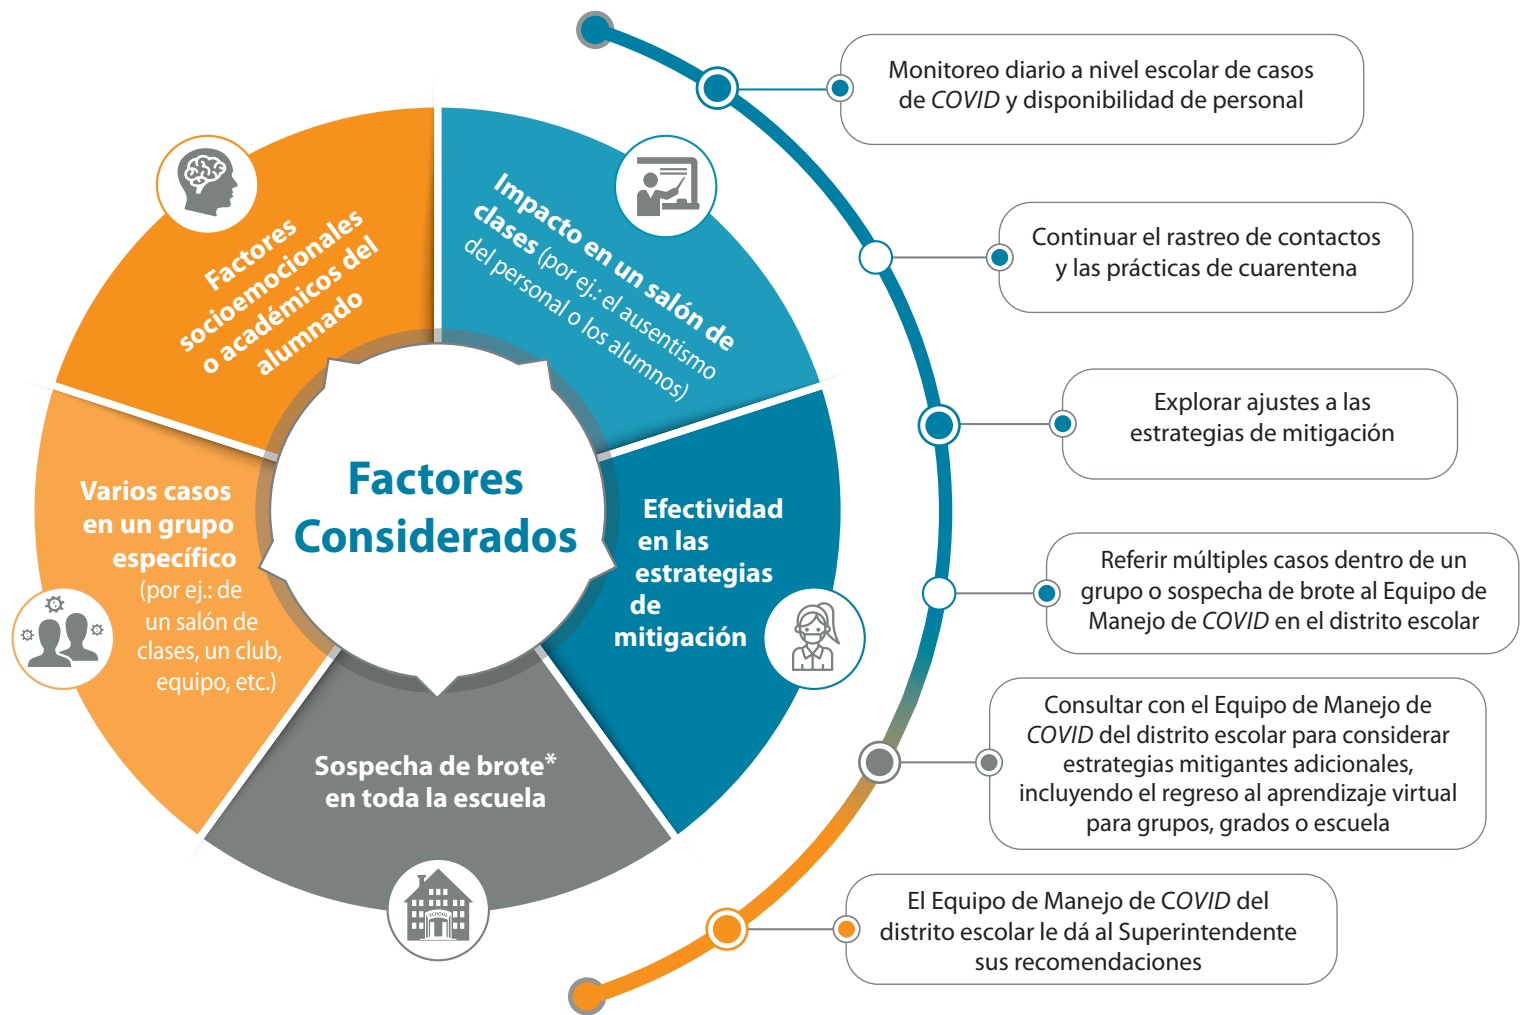 Factores
socioemocionales
o académicos del
alumnado
Impacto en un salón de
clases (por ej.: el ausentismo
del personal o los alumnos)
Varios casos
en un grupo
específico
(por ej.: de
un salón de
clases, un club,
equipo, etc.)
Factores
Considerados
Efectividad
en las
estrategias
de
mitigación
Sospecha de brote*
en toda la escuela
SCHOOL
Monitoreo diario a nivel escolar de casos
de COVID y disponibilidad de personal
Continuar el rastreo de contactos
y las prácticas de cuarentena
Explorar ajustes a las
estrategias de mitigación
Referir múltiples casos dentro de un
grupo o sospecha de brote al Equipo de
Manejo de COVID en el distrito escolar
Consultar con el Equipo de Manejo de
COVID del distrito escolar para considerar
estrategias mitigantes adicionales,
incluyendo el regreso al aprendizaje virtual
para grupos, grados o escuela
El Equipo de Manejo de COVID del
distrito escolar le dá al Superintendente
sus recomendaciones